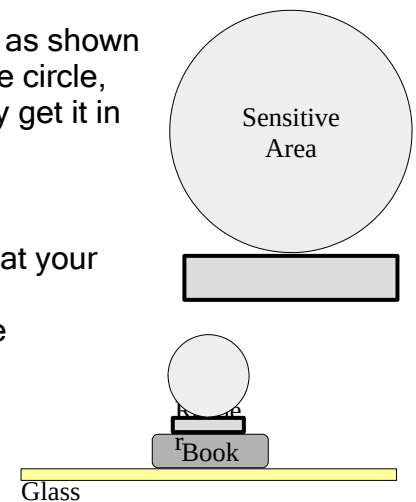 as shown
e circle,
y get it in
Sensitive
Area
at your
e
r
Book
Glass